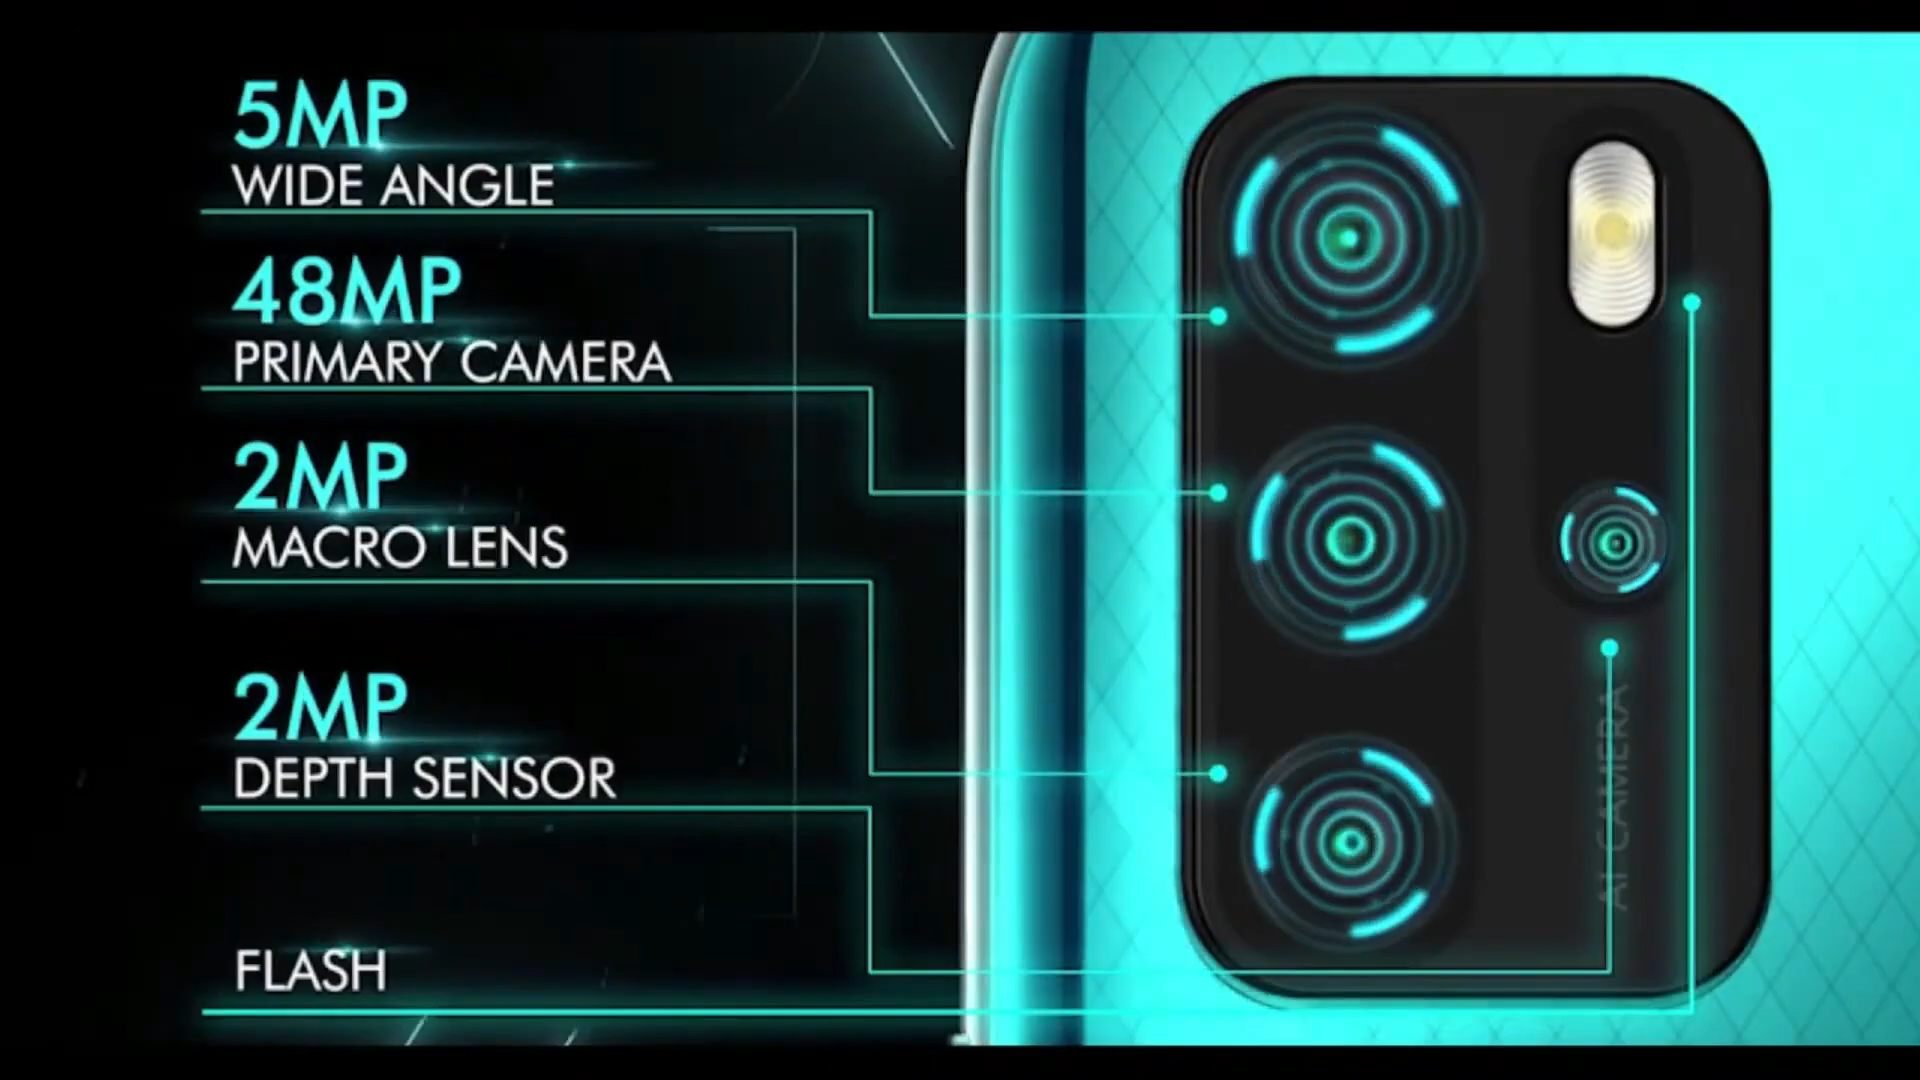 5MP
WIDE ANGLE
48MP
PRIMARY CAMERA
2MP
MACRO LENS
2MP
DEPTH SENSOR
FLASH
AI CAMERA